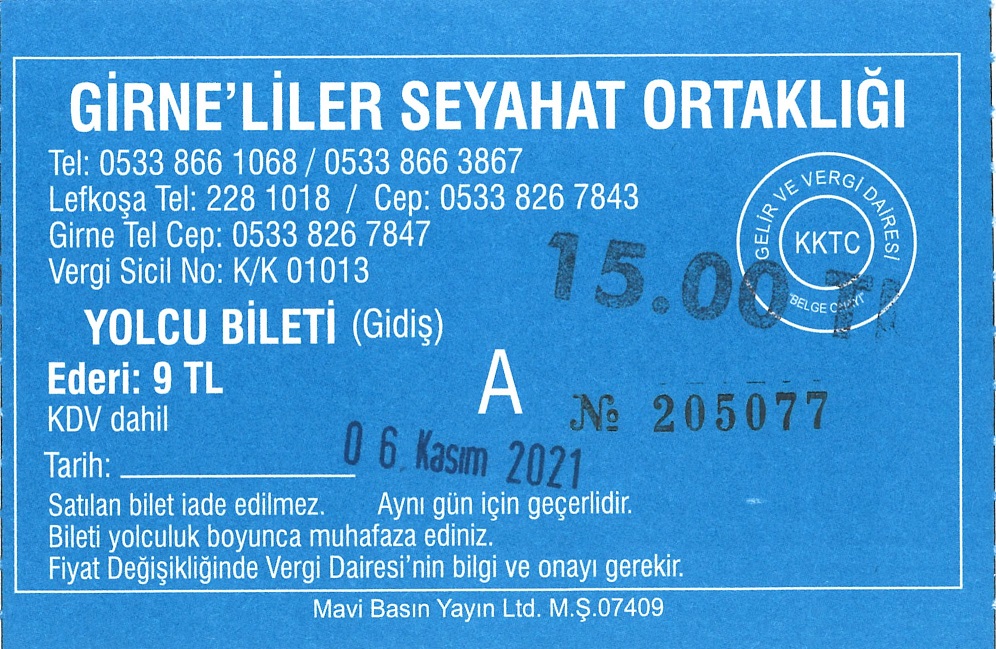 GİRNE'LİLER SEYAHAT ORTAKLIĞI
Tel: 0533 866 1068 / 0533 866 3867
Lefkoşa Tel: 228 1018 / Cep: 0533 826 7843
Girne Tel Cep: 0533 826 7847
Vergi Sicil No: K/K 01013
GELİR VE VERGİ DAİRESİ
KKTC
"BELGE
15.00 TL
YOLCU BİLETİ (Gidiş)
Ederi: 9 TL
KDV dahil
A
№ 205077
Tarih: 06 Kasım 2021
Satılan bilet iade edilmez. Aynı gün için geçerlidir.
Bileti yolculuk boyunca muhafaza ediniz.
Fiyat Değişikliğinde Vergi Dairesi'nin bilgi ve onayı gerekir.
Mavi Basın Yayın Ltd. M.Ş.07409